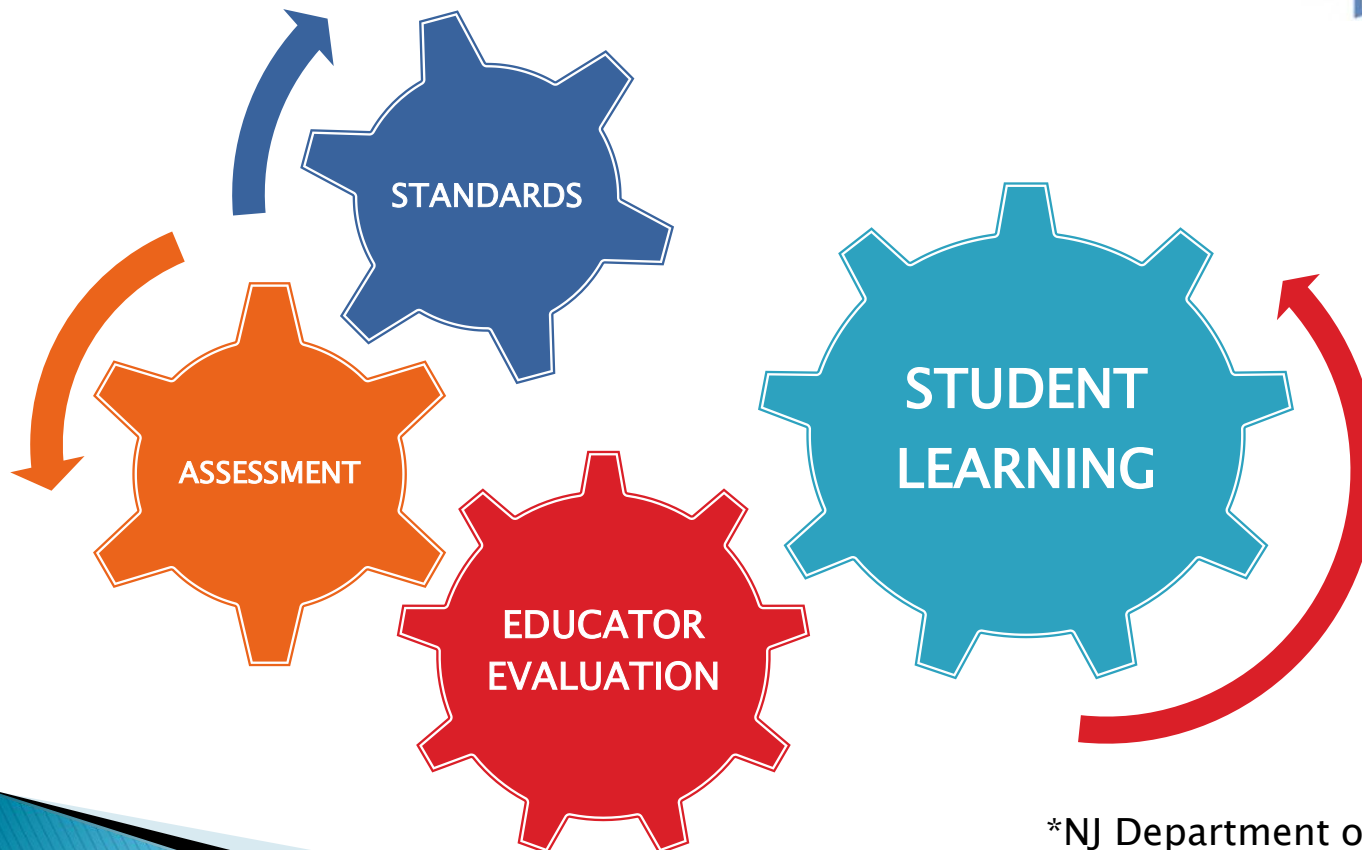 STANDARDS
STUDENT
LEARNING
ASSESSMENT
EDUCATOR
EVALUATION
*NJ Department